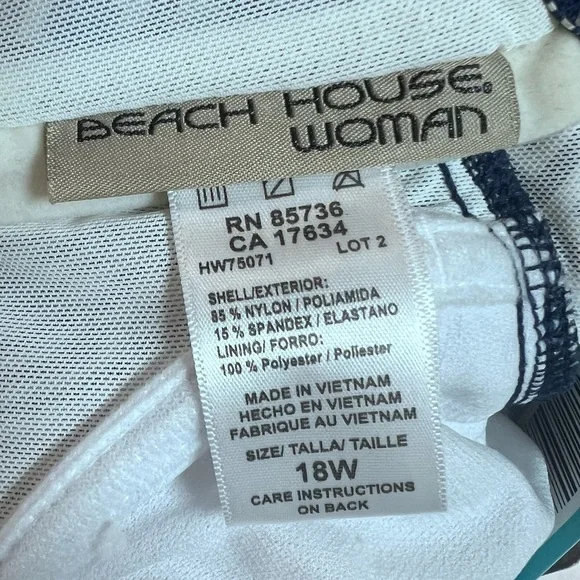 BEACH HOUSE
WOMAN
RN 85736
CA 17634
HW75071 LOT 2
SHELL/EXTERIOR:
85 % NYLON / POLIAMIDA
15 % SPANDEX / ELASTANO
LINING/ FORRO:
100 % Polyester / Poliester
MADE IN VIETNAM
HECHO EN VIETNAM
FABRIQUE AU VIETNAM
SIZE/ TALLA/ TAILLE
18W
CARE INSTRUCTIONS
ON BACK